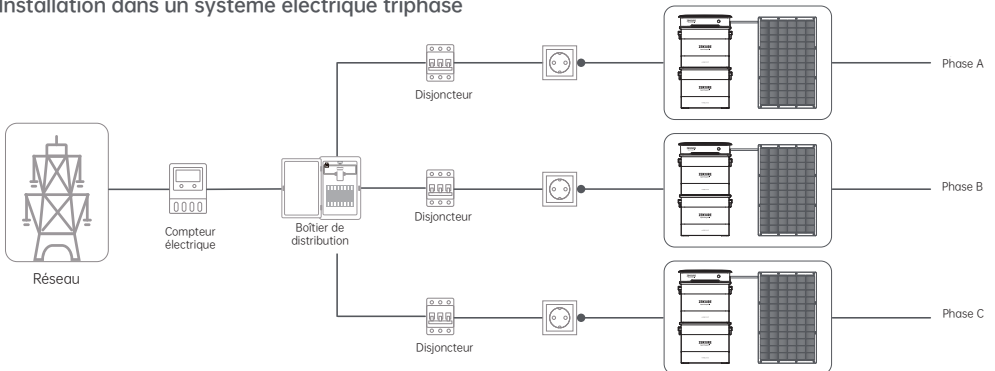 Installation dans un système électrique triphasé
Disjoncteur
Phase A
Réseau
Compteur
électrique
Boîtier de
distribution
Disjoncteur
Phase B
Disjoncteur
Phase C